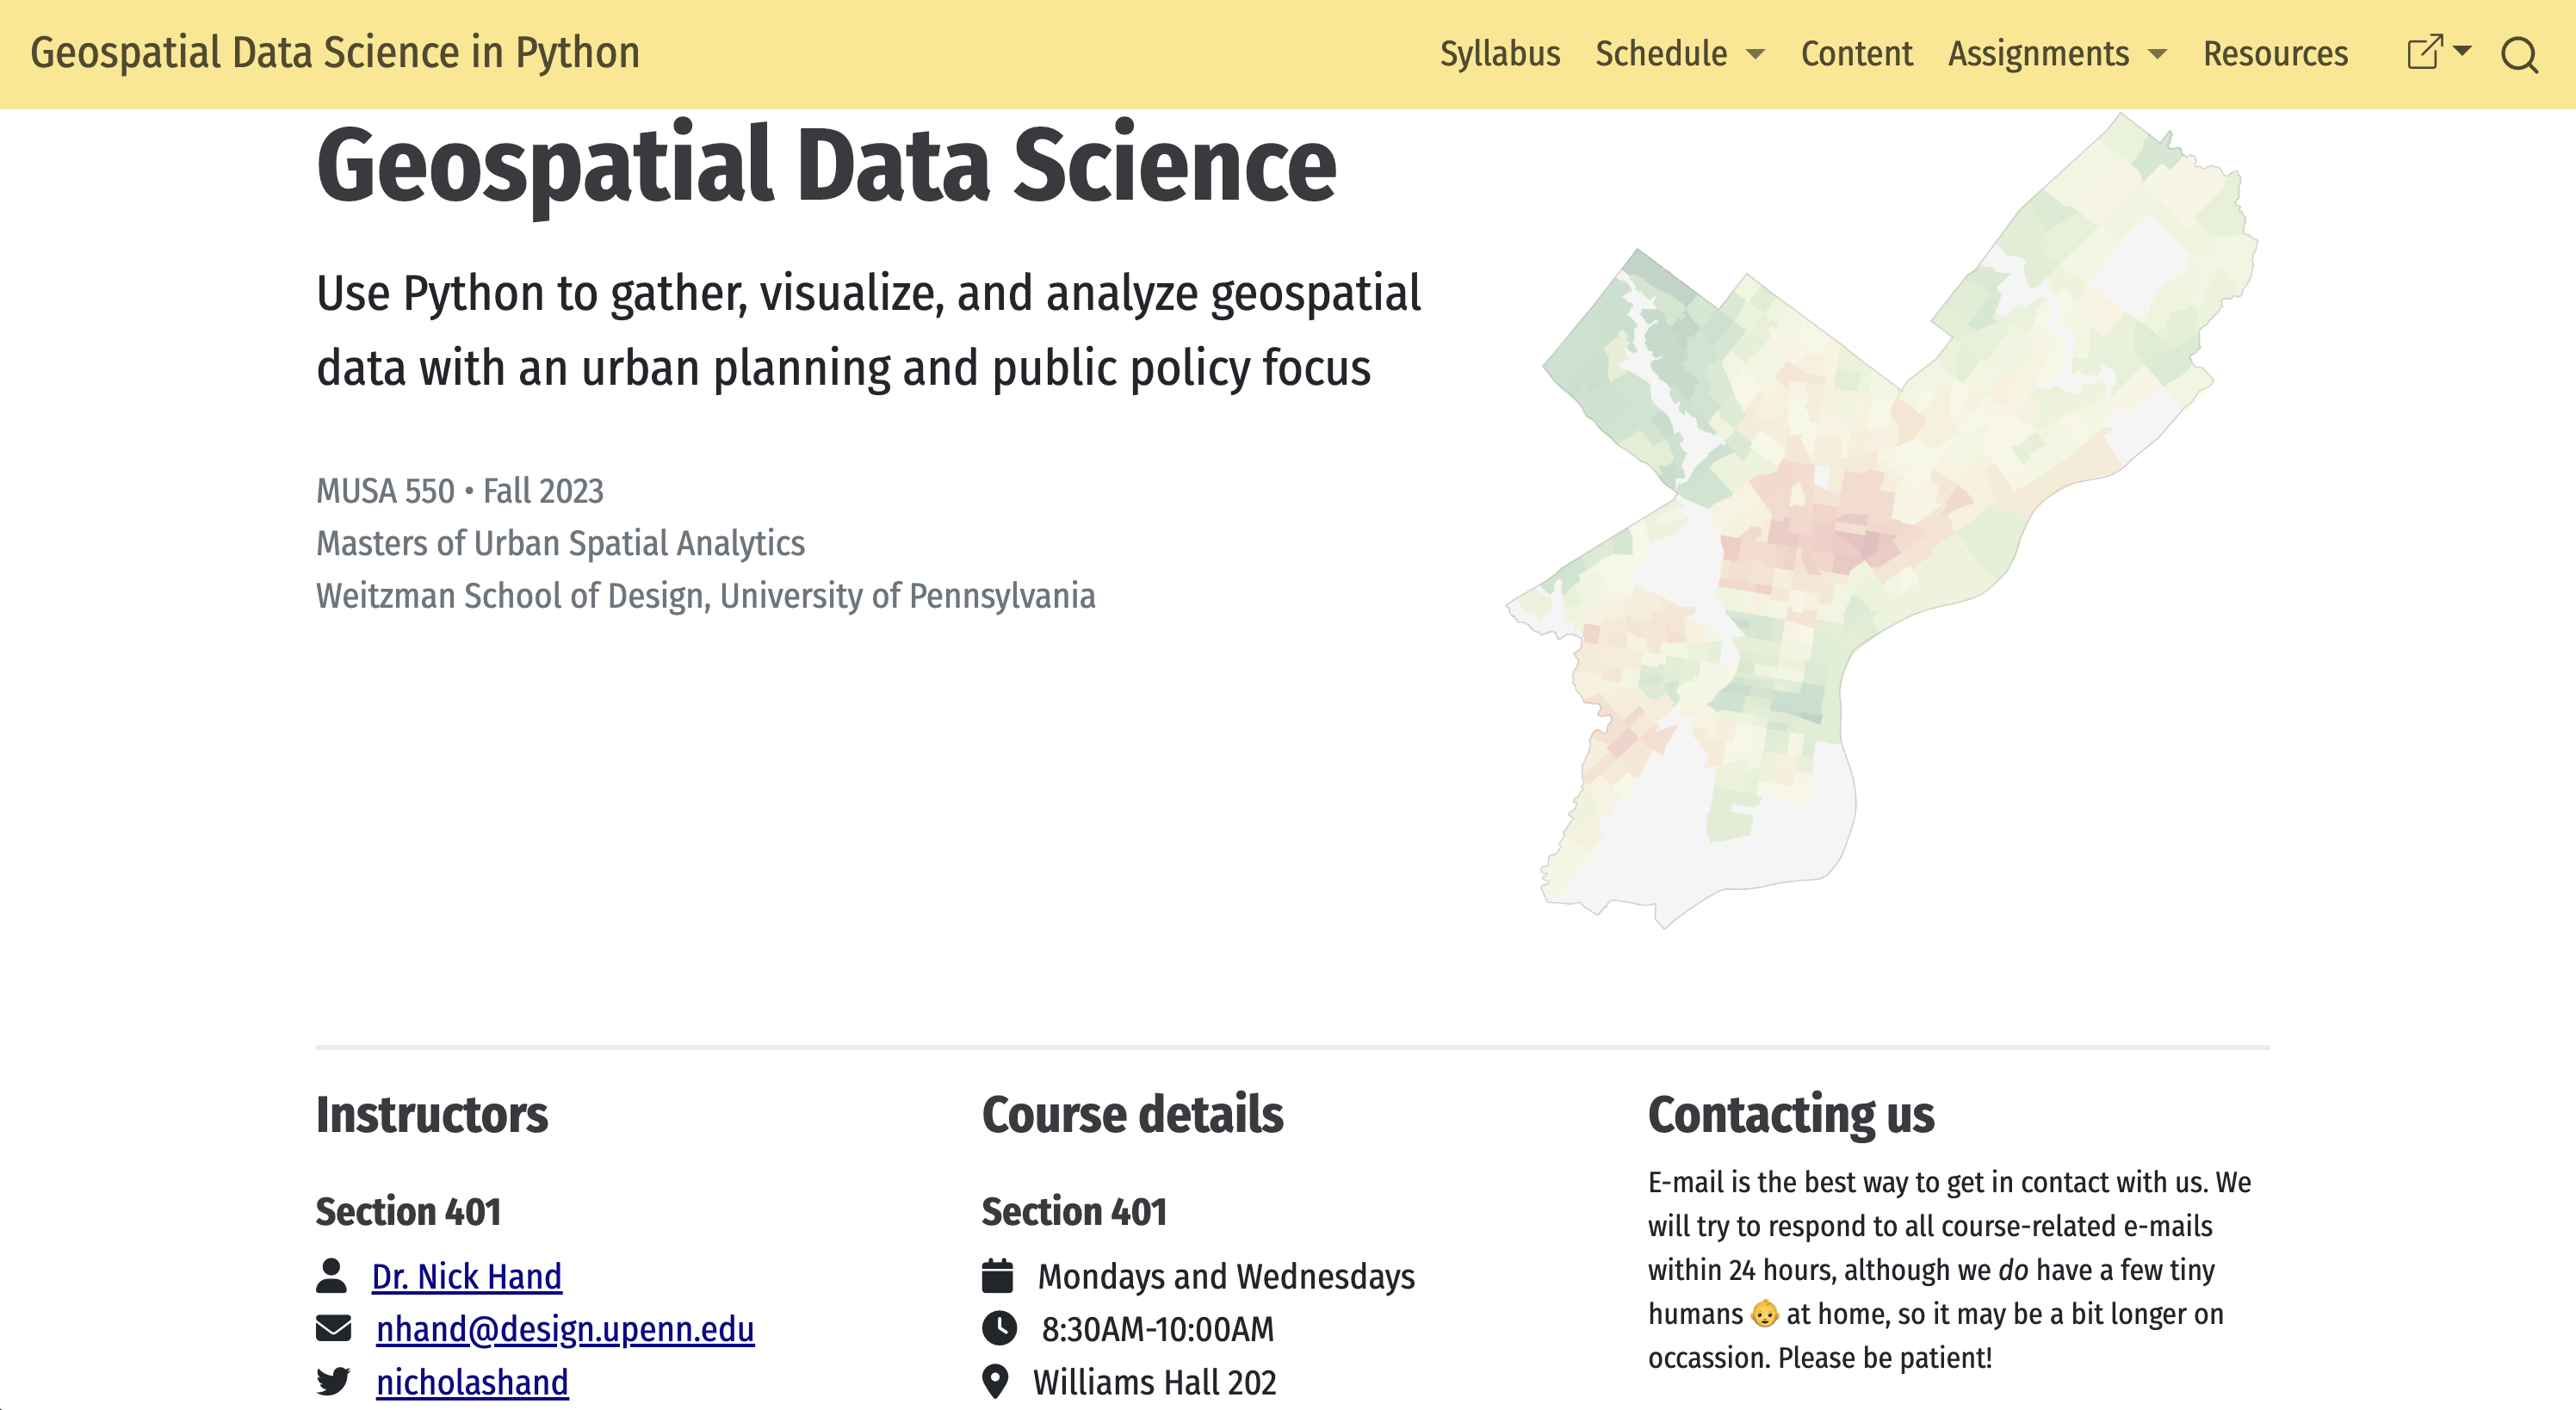 Geospatial Data Science in Python
Syllabus Schedule Content Assignments Resources
Geospatial Data Science
Use Python to gather, visualize, and analyze geospatial
data with an urban planning and public policy focus
MUSA 550 • Fall 2023
Masters of Urban Spatial Analytics
Weitzman School of Design, University of Pennsylvania
Instructors
Section 401
Dr. Nick Hand
nhand@design.upenn.edu
nicholashand
Course details
Section 401
Mondays and Wednesdays
8:30AM-10:00AM
Williams Hall 202
Contacting us
E-mail is the best way to get in contact with us. We
will try to respond to all course-related e-mails
within 24 hours, although we do have a few tiny
humans 👶 at home, so it may be a bit longer on
occassion. Please be patient!